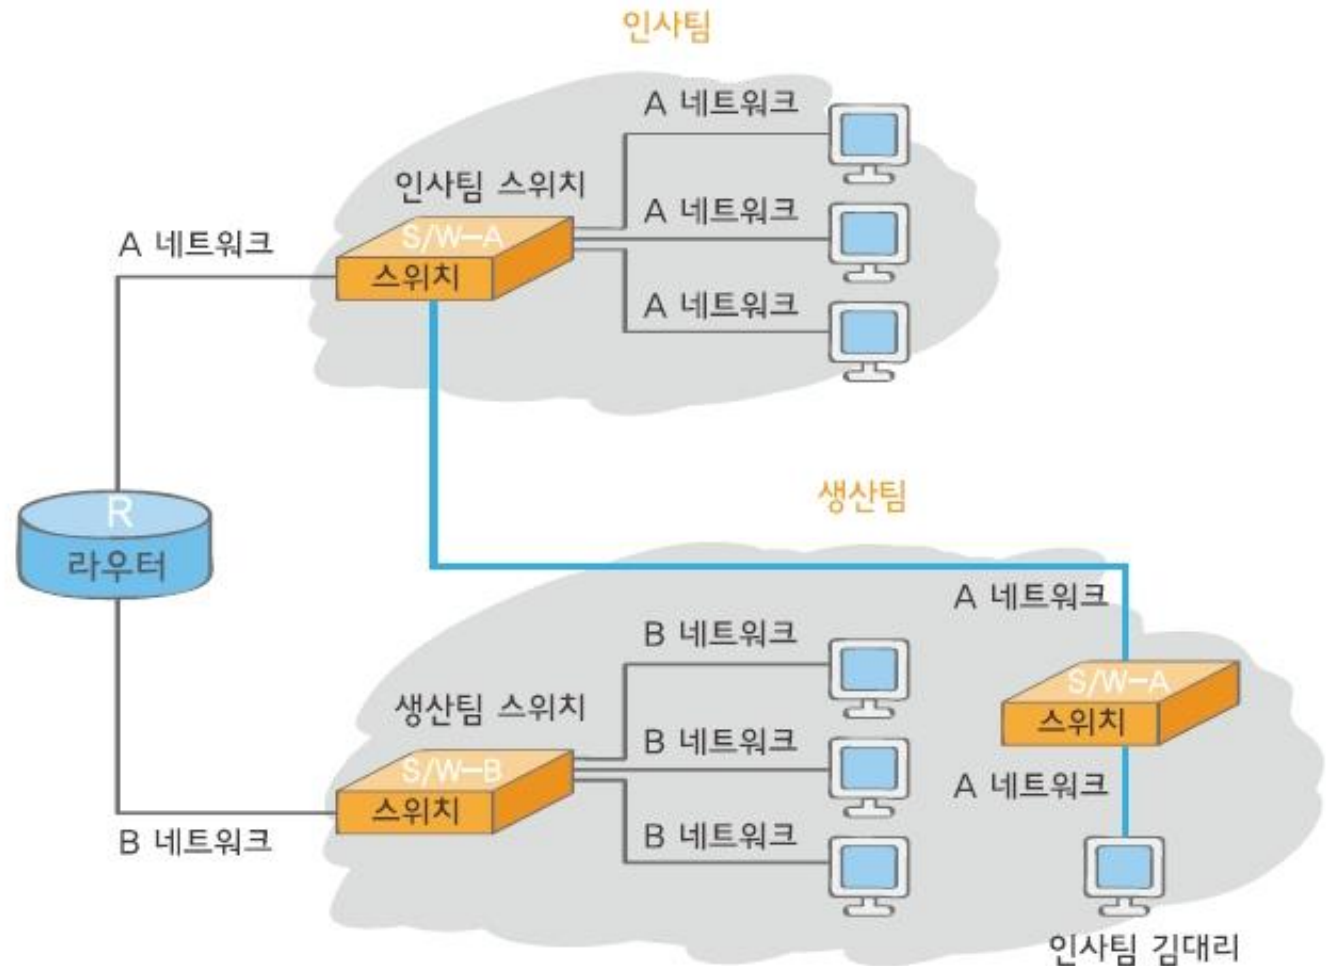 인사팀
A 네트워크
인사팀 스위치
A 네트워크
S/W-A
A 네트워크
스위치
A 네트워크
생산팀
R
라우터
A 네트워크
B 네트워크
생산팀 스위치
S/W-A
스위치
B 네트워크
S/W-B
A 네트워크
스위치
B 네트워크
B 네트워크
인사팀 김대리